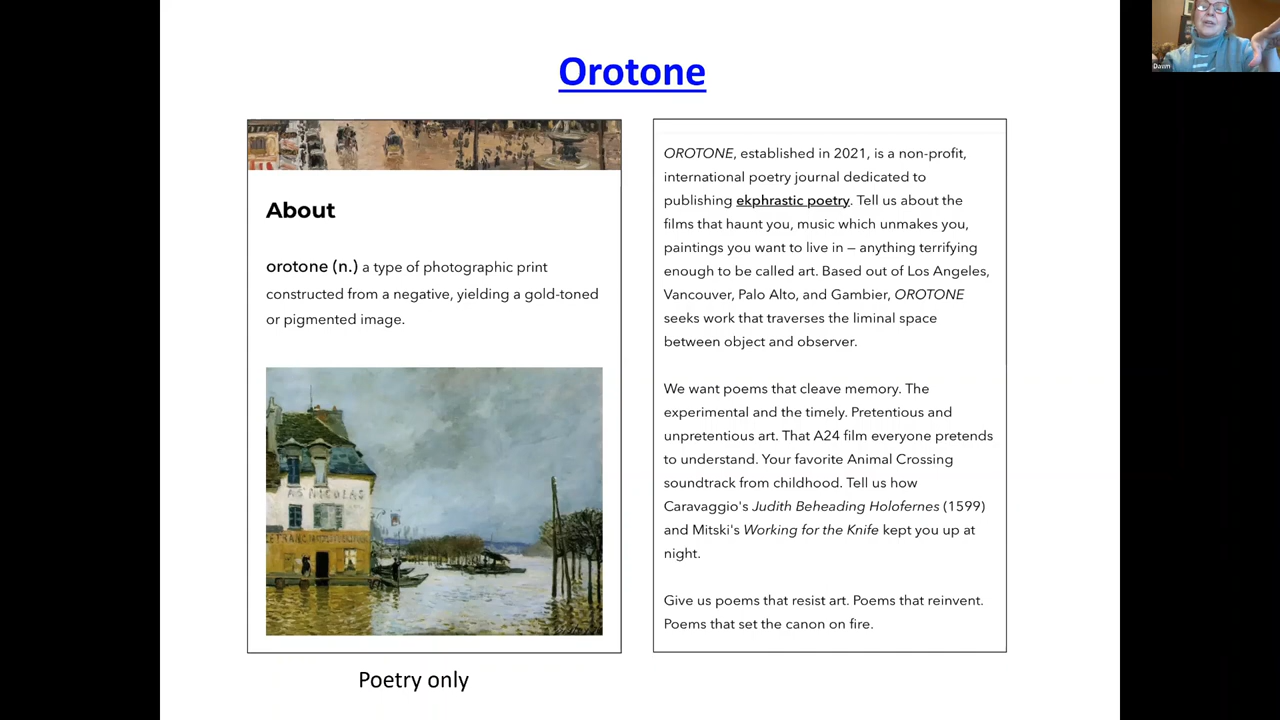 Orotone
About
orotone (n.) a type of photographic print
constructed from a negative, yielding a gold-toned
or pigmented image.
AS NICOLAS
Poetry only
OROTONE, established in 2021, is a non-profit,
international poetry journal dedicated to
publishing ekphrastic poetry. Tell us about the
films that haunt you, music which unmakes you,
paintings you want to live in – anything terrifying
enough to be called art. Based out of Los Angeles,
Vancouver, Palo Alto, and Gambier, OROTONE
seeks work that traverses the liminal space
between object and observer.
We want poems that cleave memory. The
experimental and the timely. Pretentious and
unpretentious art. That A24 film everyone pretends
to understand. Your favorite Animal Crossing
soundtrack from childhood. Tell us how
Caravaggio's Judith Beheading Holofernes (1599)
and Mitski's Working for the Knife kept you up at
night.
Give us poems that resist art. Poems that reinvent.
Poems that set the canon on fire.
Dawn